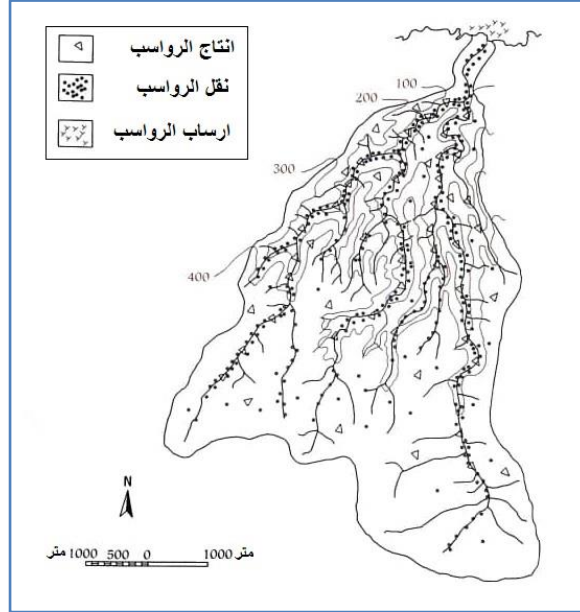 انتاج الرواسب
نقل الرواسب
ارساب الرواسب
100
200
300
400
N
متر 1000 500 0 1000 متر